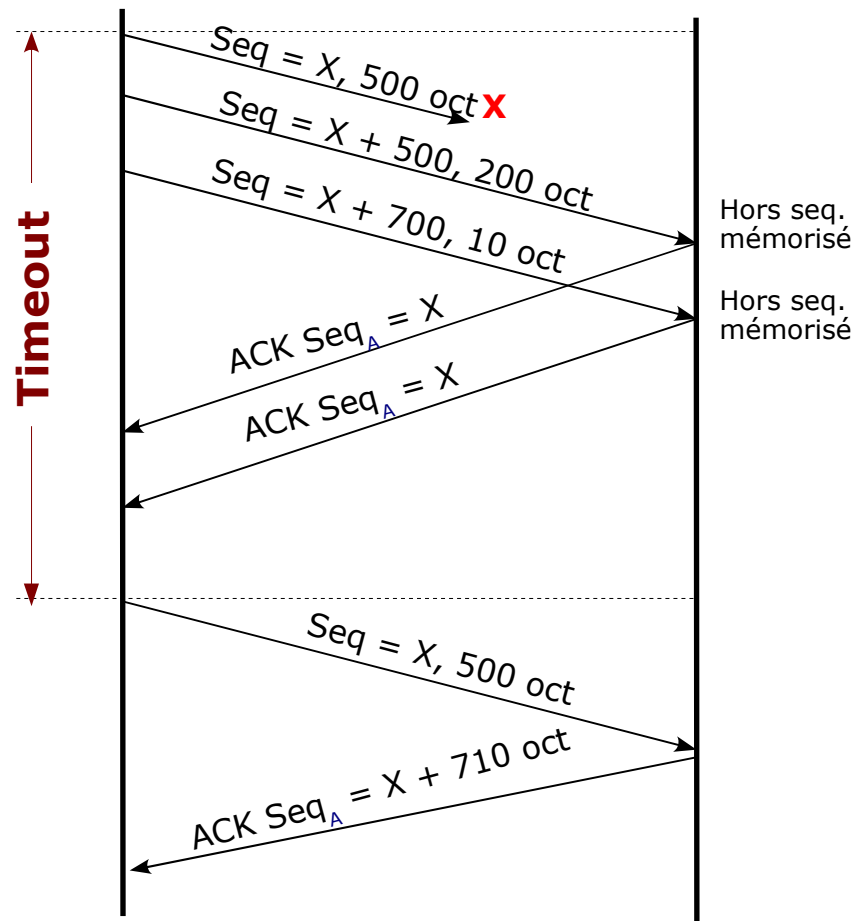 Seq = X, 500 oct X
Seq = X + 500, 200 oct
Seq = X + 700, 10 oct
Hors seq.
mémorisé
Hors seq.
mémorisé
Timeout
ACK SeqA = X
ACK SeqA = X
Seq = X, 500 oct
ACK SeqA = X + 710 oct